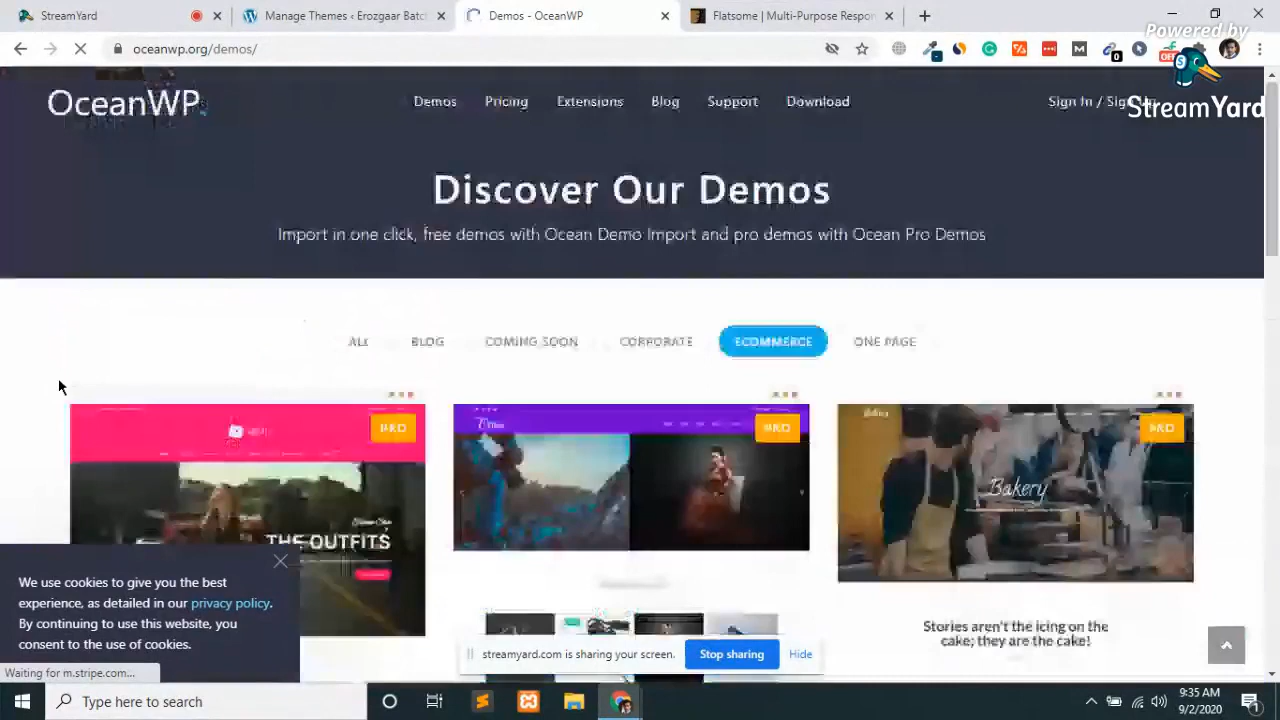 StreamYard
Manage Themes ‹ Erozgaar Batch
Demos - OceanWP
Flatsome | Multi-Purpose Respon
Powered by
StreamYard
oceanwp.org/demos/
OFF
0
OceanWP
Demos
Pricing
Extensions
Blog
Support
Download
Sign In / Sign Up
Discover Our Demos
Import in one click, free demos with Ocean Demo Import and pro demos with Ocean Pro Demos
ALL
BLOG
COMING SOON
CORPORATE
ECOMMERCE
ONE PAGE
PRO
PRO
PRO
Bakery
THE OUTFITS
Stories aren't the icing on the
cake; they are the cake!
We use cookies to give you the best
experience, as detailed in our privacy policy.
By continuing to use this website, you
consent to the use of cookies.
Waiting for m.stripe.com...
streamyard.com is sharing your screen.
Stop sharing
Hide
Type here to search
9:35 AM
9/2/2020
1